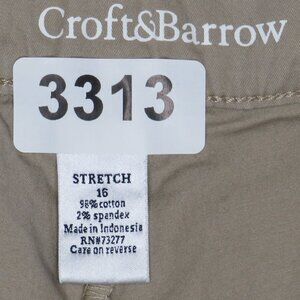 Croft&Barrow
3313
STRETCH
16
98% cotton
2% spandex
Made in Indonesia
RN#73277
Care on reverse